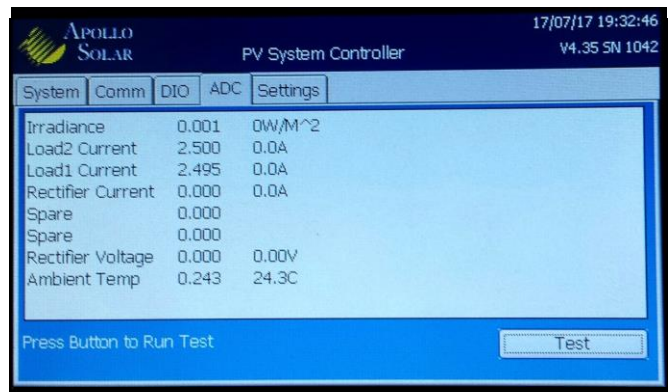 17/07/17 19:32:46
APOLLO
SOLAR
PV System Controller
V4.35 SN 1042
System Comm DIO ADC Settings
Irradiance 0.001 0W/M^2
Load2 Current 2.500 0.0A
Load1 Current 2.495 0.0A
Rectifier Current 0.000 0.0A
Spare 0.000
Spare 0.000
Rectifier Voltage 0.000 0.00V
Ambient Temp 0.243 24.3C
Press Button to Run Test
Test